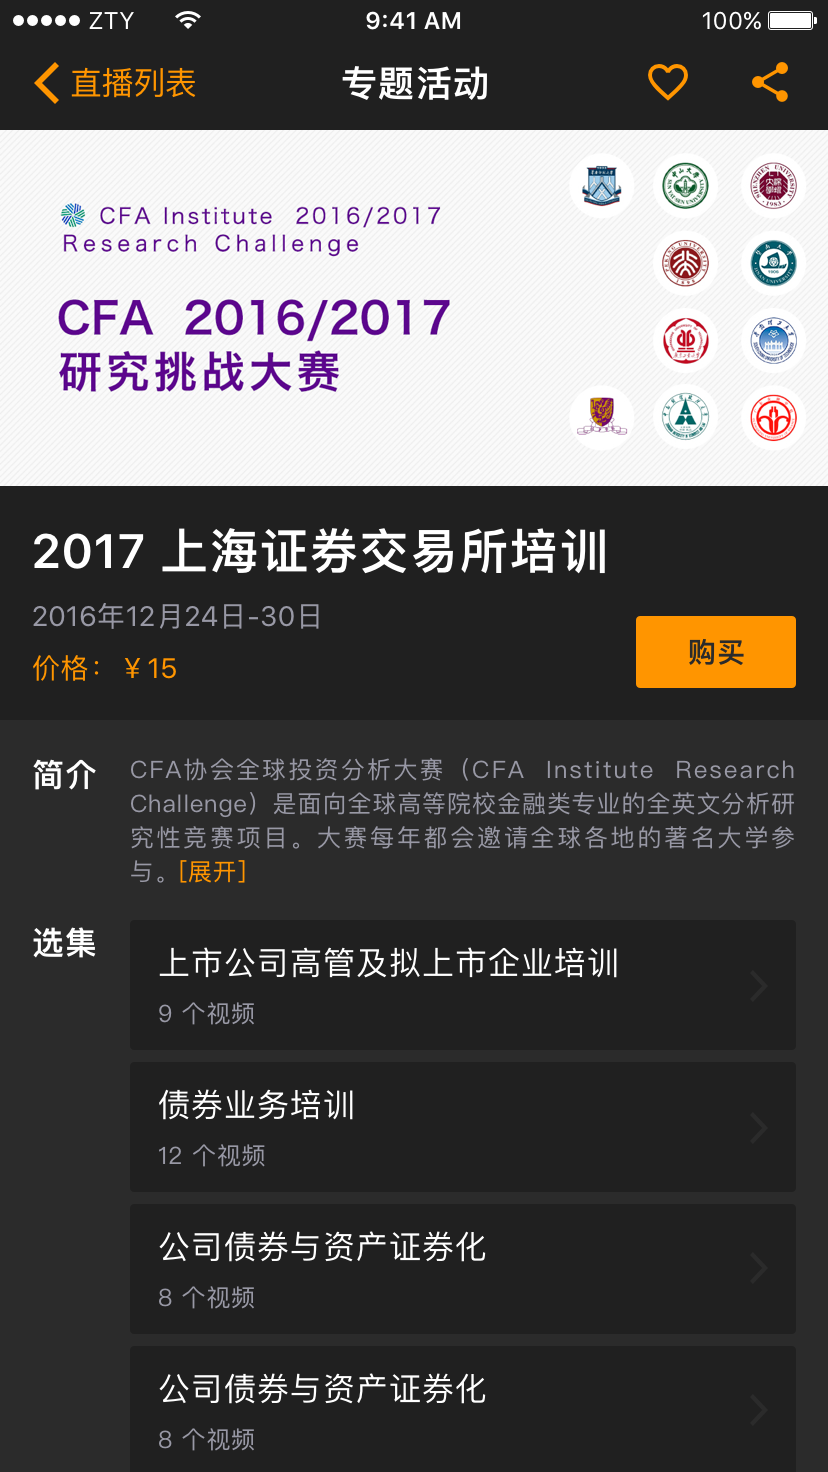 ZTY 9:41 AM 100%
直播列表 专题活动
CFA Institute 2016/2017
Research Challenge
CFA 2016/2017
研究挑战大赛
2017 上海证券交易所培训
2016年12月24日-30日
价格：￥15
购买
简介
CFA协会全球投资分析大赛（CFA Institute Research
Challenge）是面向全球高等院校金融类专业的全英文分析研
究性竞赛项目。大赛每年都会邀请全球各地的著名大学参
与。[展开]
选集
上市公司高管及拟上市企业培训
9 个视频
债券业务培训
12 个视频
公司债券与资产证券化
8 个视频
公司债券与资产证券化
8 个视频